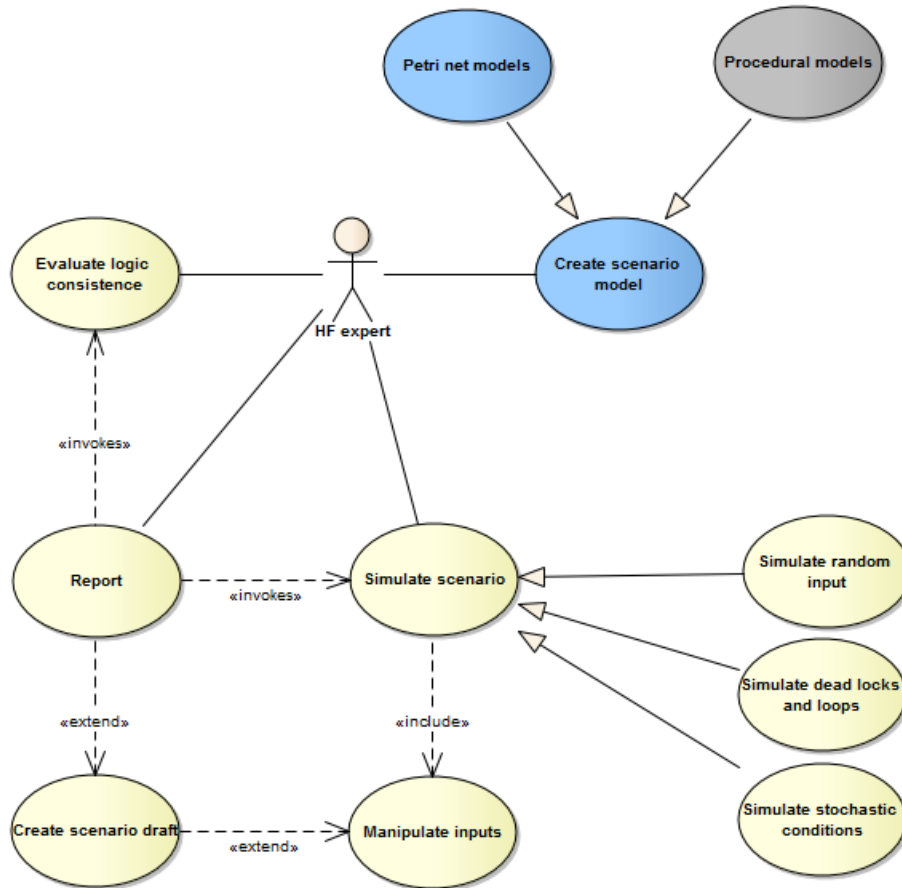 Petri net models
Procedural models
Evaluate logic
consistence
Create scenario
model
HF expert
«invokes»
Report
Simulate scenario
«invokes»
Simulate random
input
Simulate dead locks
and loops
«extend»
«include»
Simulate stochastic
conditions
Create scenario draft
Manipulate inputs
«extend»